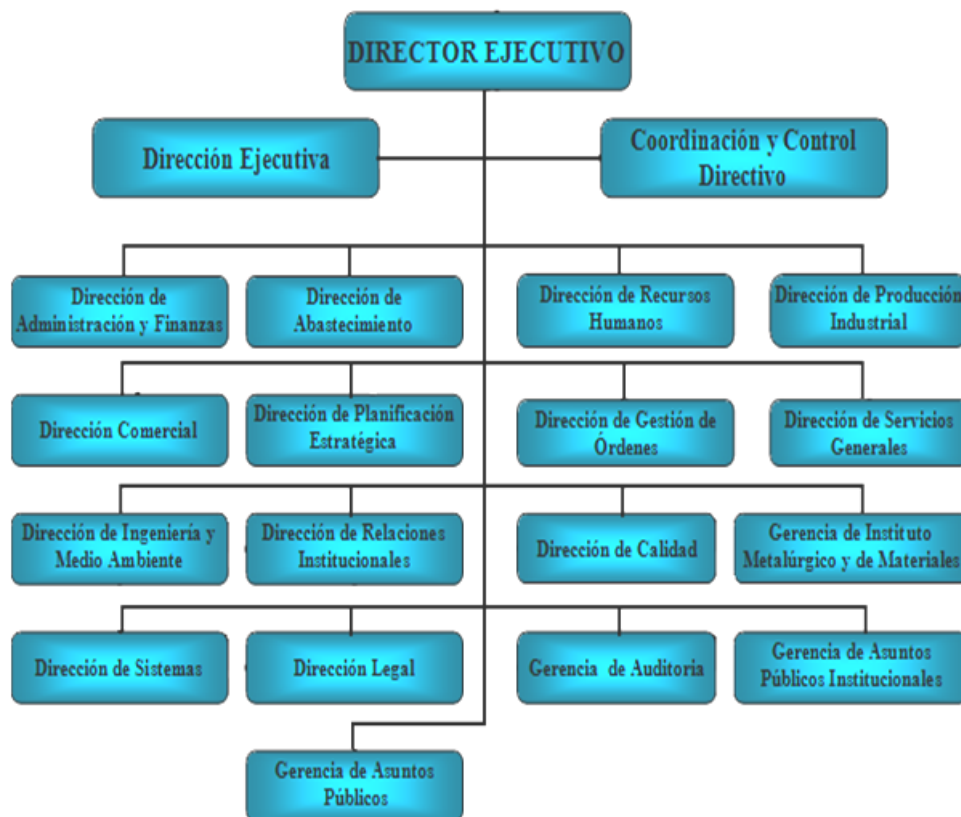 DIRECTOR EJECUTIVO
Dirección Ejecutiva
Coordinación y Control
Directivo
Dirección de
Administración y Finanzas
Dirección de
Abastecimiento
Dirección de Recursos
Humanos
Dirección de Producción
Industrial
Dirección Comercial
Dirección de Planificación
Estratégica
Dirección de Gestión de
Órdenes
Dirección de Servicios
Generales
Dirección de Ingeniería y
Medio Ambiente
Dirección de Relaciones
Institucionales
Dirección de Calidad
Gerencia de Instituto
Metalúrgico y de Materiales
Dirección de Sistemas
Dirección Legal
Gerencia de Auditoria
Gerencia de Asuntos
Públicos Institucionales
Gerencia de Asuntos
Públicos